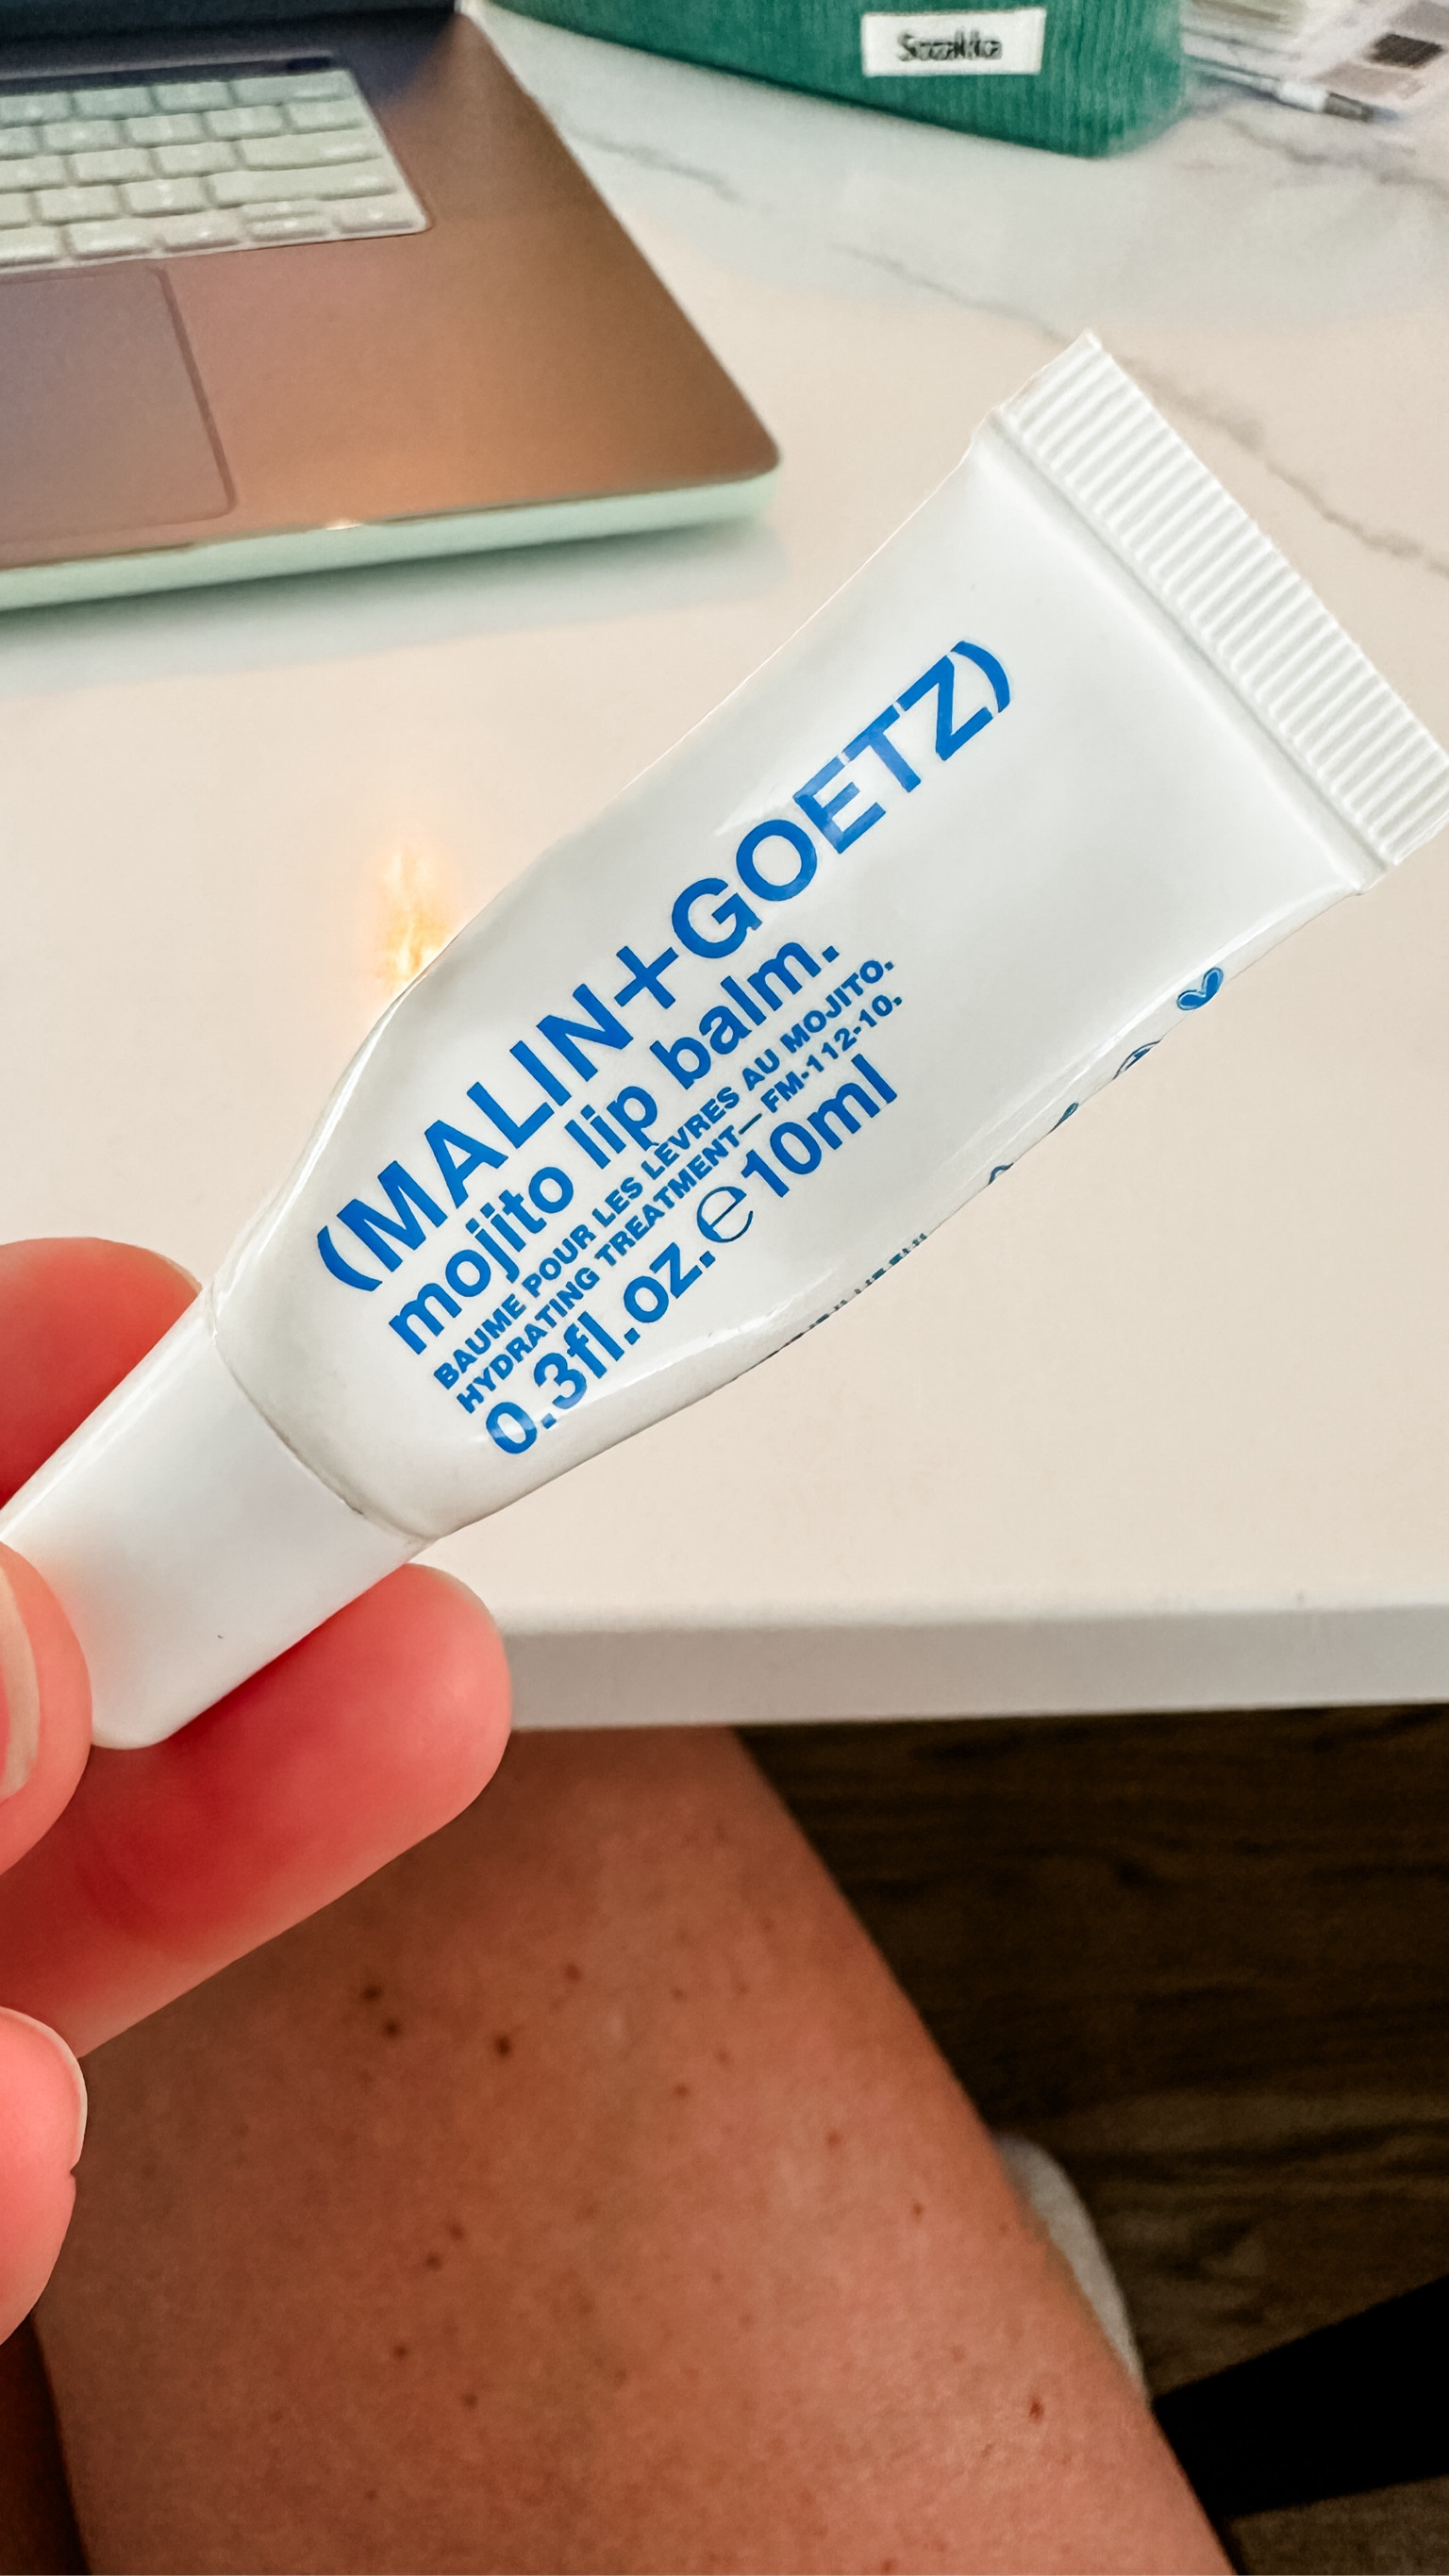 (MALIN+GOETZ)
mojito lip balm.
BAUME POUR LES LÈVRES AU MOJITO.
HYDRATING TREATMENT—FM-112-10.
0.3fl.oz.℮10ml